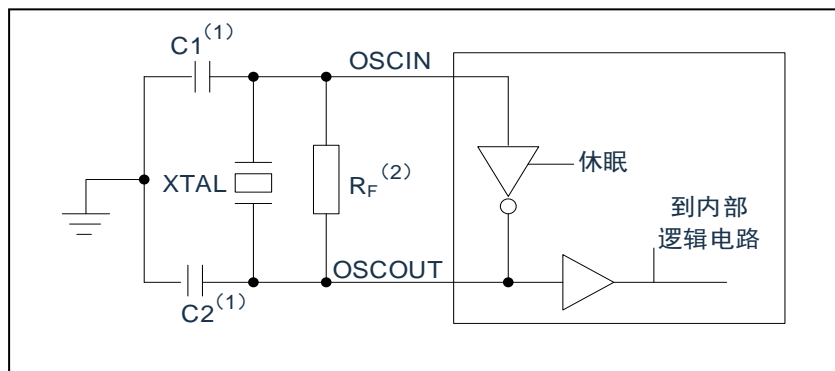 C1(1)
OSCIN
XTAL
RF(2)
休眠
到内部
逻辑电路
OSCOUT
C2(1)